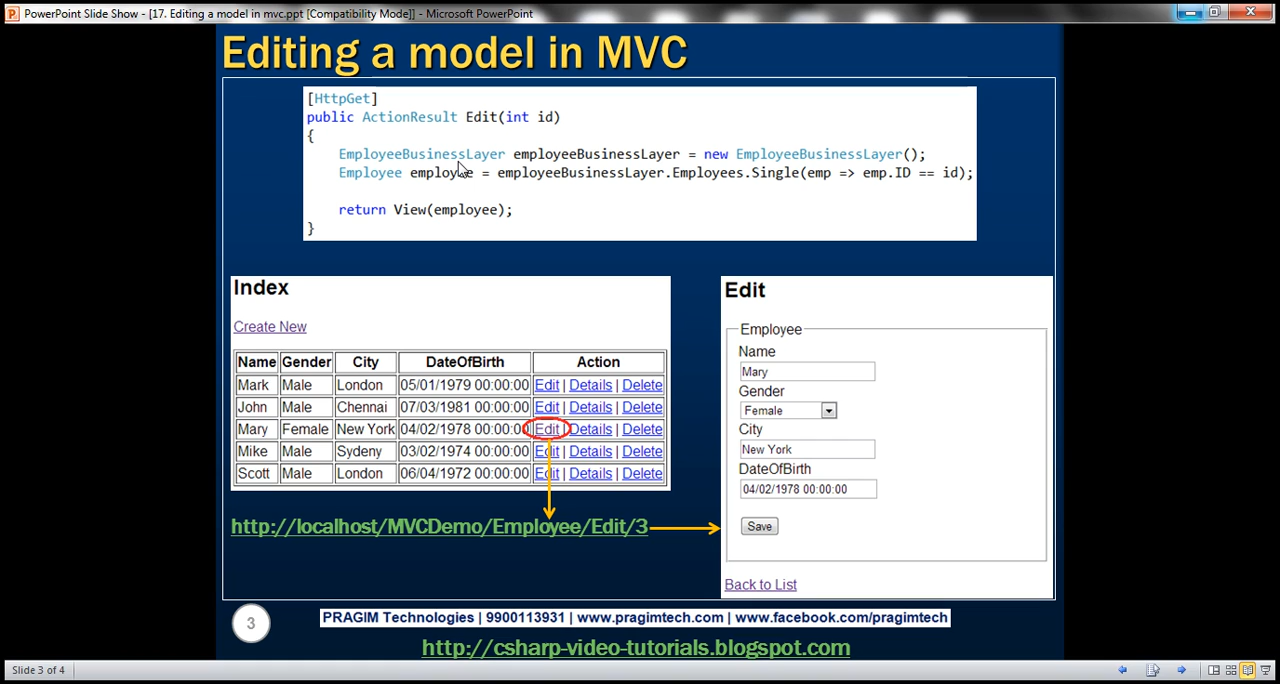 PowerPoint Slide Show - [17. Editing a model in mvc.ppt [Compatibility Mode]] - Microsoft PowerPoint
Editing a model in MVC
[HttpGet]
public ActionResult Edit(int id)
{
EmployeeBusinessLayer employeeBusinessLayer = new EmployeeBusinessLayer();
Employee employee = employeeBusinessLayer.Employees.Single(emp => emp.ID == id);
return View(employee);
}
Index
Create New
Name Gender City DateOfBirth Action
Mark Male London 05/01/1979 00:00:00 Edit | Details | Delete
John Male Chennai 07/03/1981 00:00:00 Edit | Details | Delete
Mary Female New York 04/02/1978 00:00:00 Edit | Details | Delete
Mike Male Sydeny 03/02/1974 00:00:00 Edit | Details | Delete
Scott Male London 06/04/1972 00:00:00 Edit | Details | Delete
http://localhost/MVCDemo/Employee/Edit/3
Edit
Employee
Name
Mary
Gender
Female
City
New York
DateOfBirth
04/02/1978 00:00:00
Save
Back to List
3
PRAGIM Technologies | 9900113931 | www.pragimtech.com | www.facebook.com/pragimtech
http://csharp-video-tutorials.blogspot.com
Slide 3 of 4